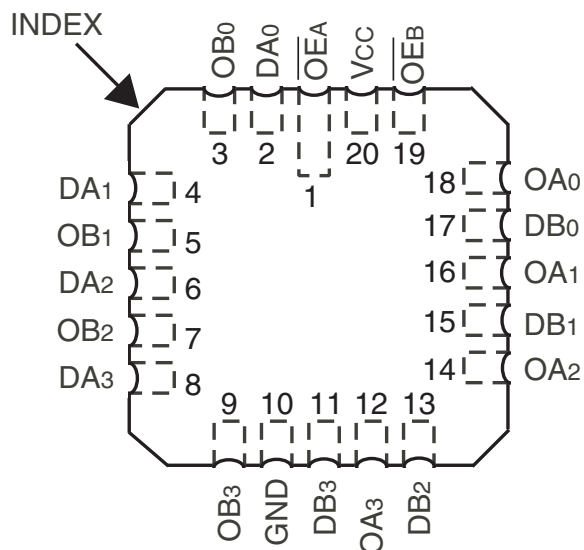 INDEX
OB0 DA0 OEA VCC OEB
3 2 1 20 19
DA1 4
OB1 5
DA2 6
OB2 7
DA3 8
18 OA0
17 DB0
16 OA1
15 DB1
14 OA2
9 10 11 12 13
OB3 GND DB3 OA3 DB2